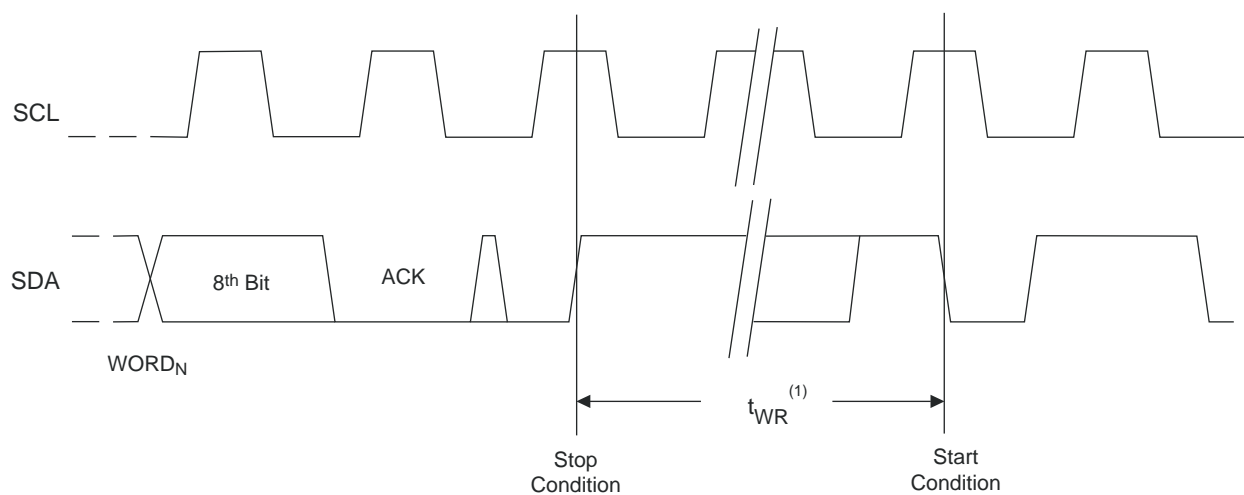 SCL
SDA
8th Bit
ACK
WORDN
tWR(1)
Stop
Condition
Start
Condition